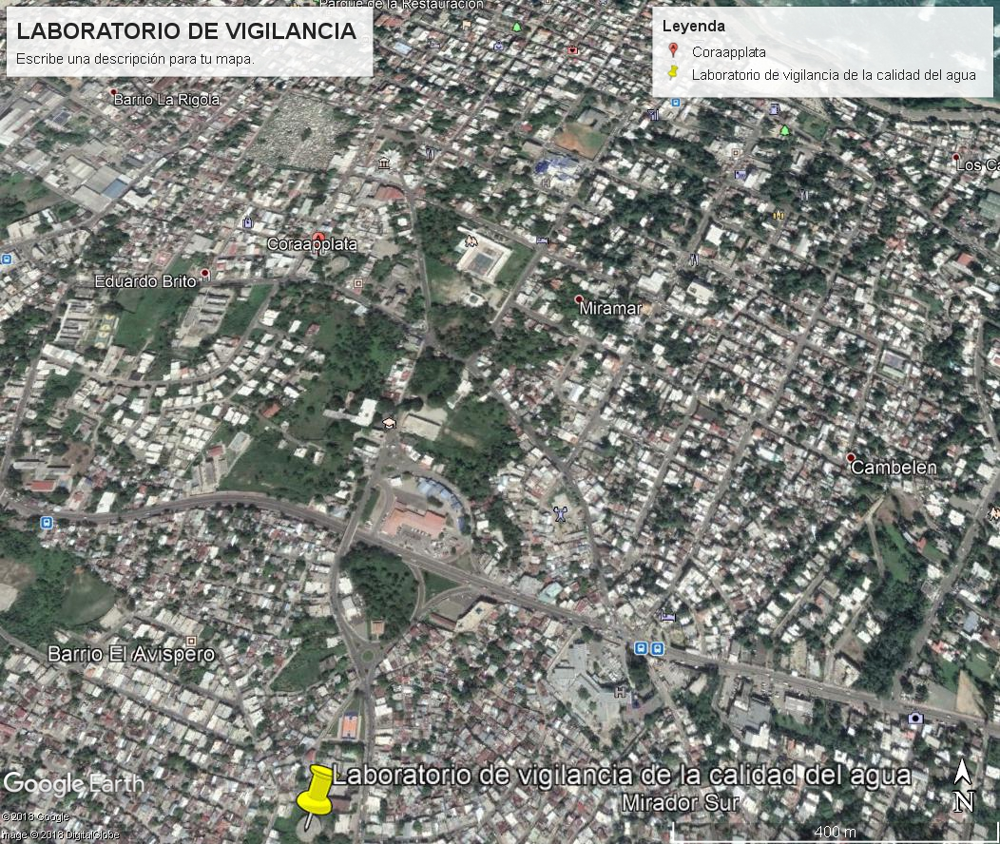 Parque de la Restauración
LABORATORIO DE VIGILANCIA
Escribe una descripción para tu mapa.
Leyenda
Coraapplata
Laboratorio de vigilancia de la calidad del agua
Barrio La Rigola
Los Ca
Coraapplata
Eduardo Brito
Miramar
Cambelen
Barrio El Avispero
Laboratorio de vigilancia de la calidad del agua
Mirador Sur
Google Earth
N
©2018 Google
mage © 2018 DigitalGlobe
400 m